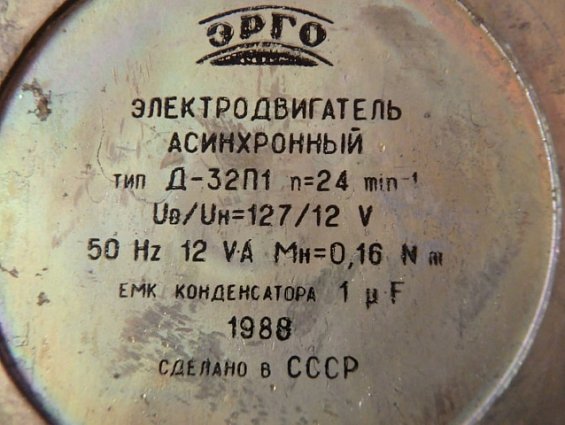 ЭРГО
ЭЛЕКТРОДВИГАТЕЛЬ
АСИНХРОННЫЙ
ТИП Д-32П1 n=24 min⁻¹
Uв/Uн=127/12 V
50 Hz 12 VA Mн=0,16 N m
ЕМК КОНДЕНСАТОРА 1 μF
1988
СДЕЛАНО В СССР